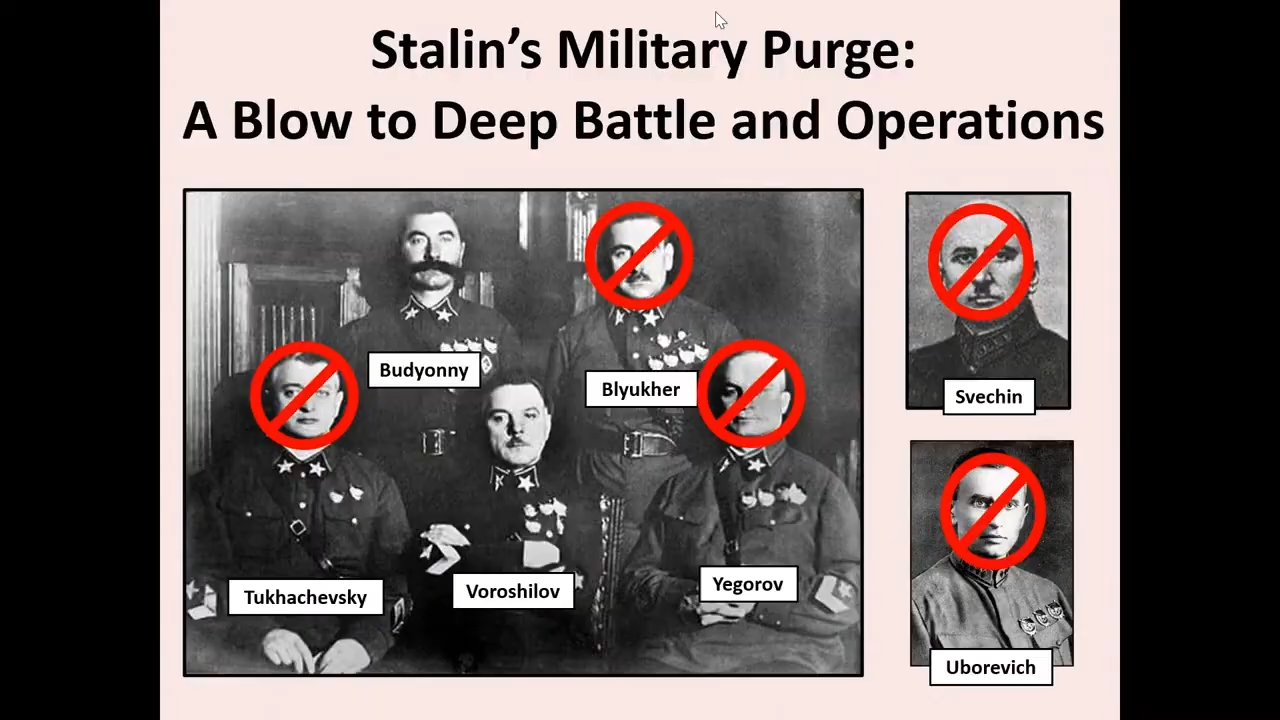 Stalin’s Military Purge:
A Blow to Deep Battle and Operations
Budyonny
Blyukher
Svechin
Tukhachevsky
Voroshilov
Yegorov
Uborevich